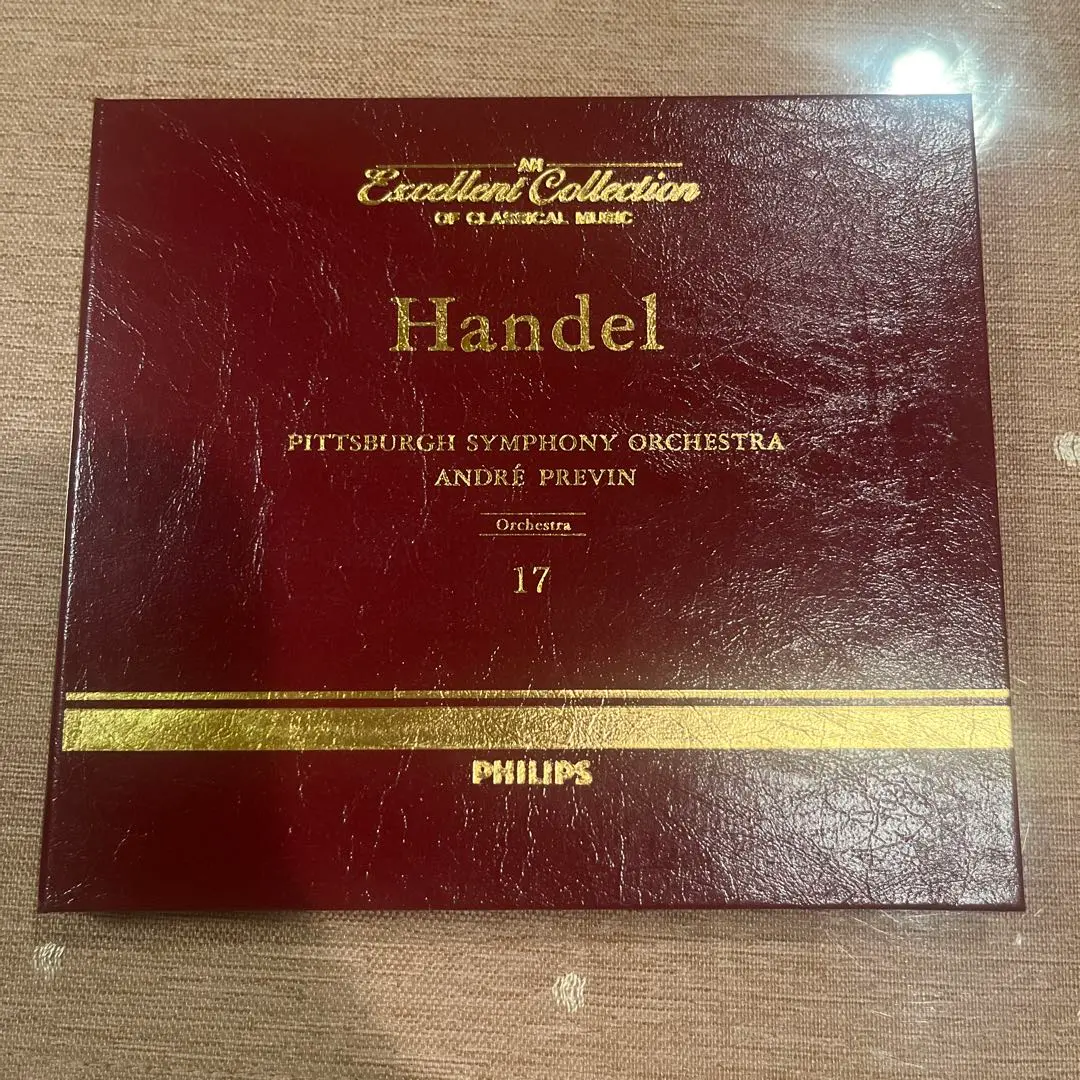 AN
Excellent Collection
OF CLASSICAL MUSIC
Handel
PITTSBURGH SYMPHONY ORCHESTRA
ANDRÉ PREVIN
Orchestra
17
PHILIPS